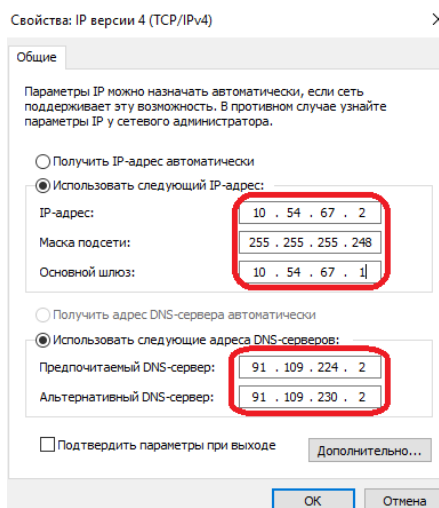 Свойства: IP версии 4 (TCP/IPv4)
Общие
Параметры IP можно назначать автоматически, если сеть
поддерживает эту возможность. В противном случае узнайте
параметры IP у сетевого администратора.
Получить IP-адрес автоматически
Использовать следующий IP-адрес:
IP-адрес: 10 . 54 . 67 . 2
Маска подсети: 255 . 255 . 255 . 248
Основной шлюз: 10 . 54 . 67 . 1
Получить адрес DNS-сервера автоматически
Использовать следующие адреса DNS-серверов:
Предпочитаемый DNS-сервер: 91 . 109 . 224 . 2
Альтернативный DNS-сервер: 91 . 109 . 230 . 2
Подтвердить параметры при выходе
Дополнительно...
ОК Отмена